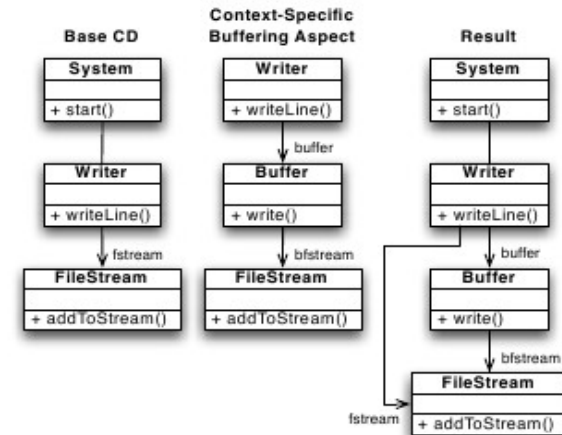 Base CD
System
+ start()
Writer
+ writeLine()
fstream
FileStream
+ addToStream()
Context-Specific
Buffering Aspect
Writer
+ writeLine()
buffer
Buffer
+ write()
bfstream
FileStream
+ addToStream()
Result
System
+ start()
Writer
+ writeLine()
buffer
Buffer
+ write()
bfstream
FileStream
fstream
+ addToStream()